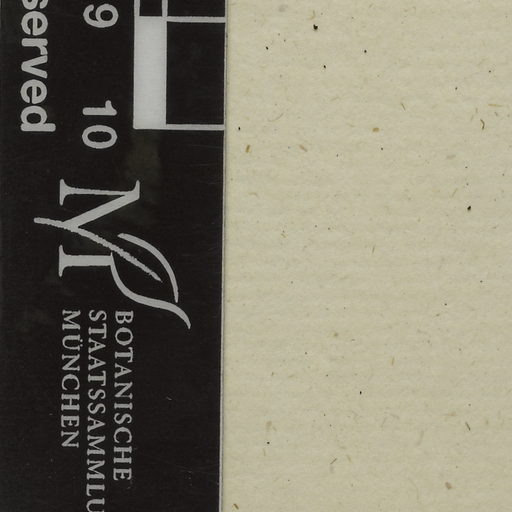 served
9 10
BOTANISCHE
STAATSSAMMLU
MÜNCHEN